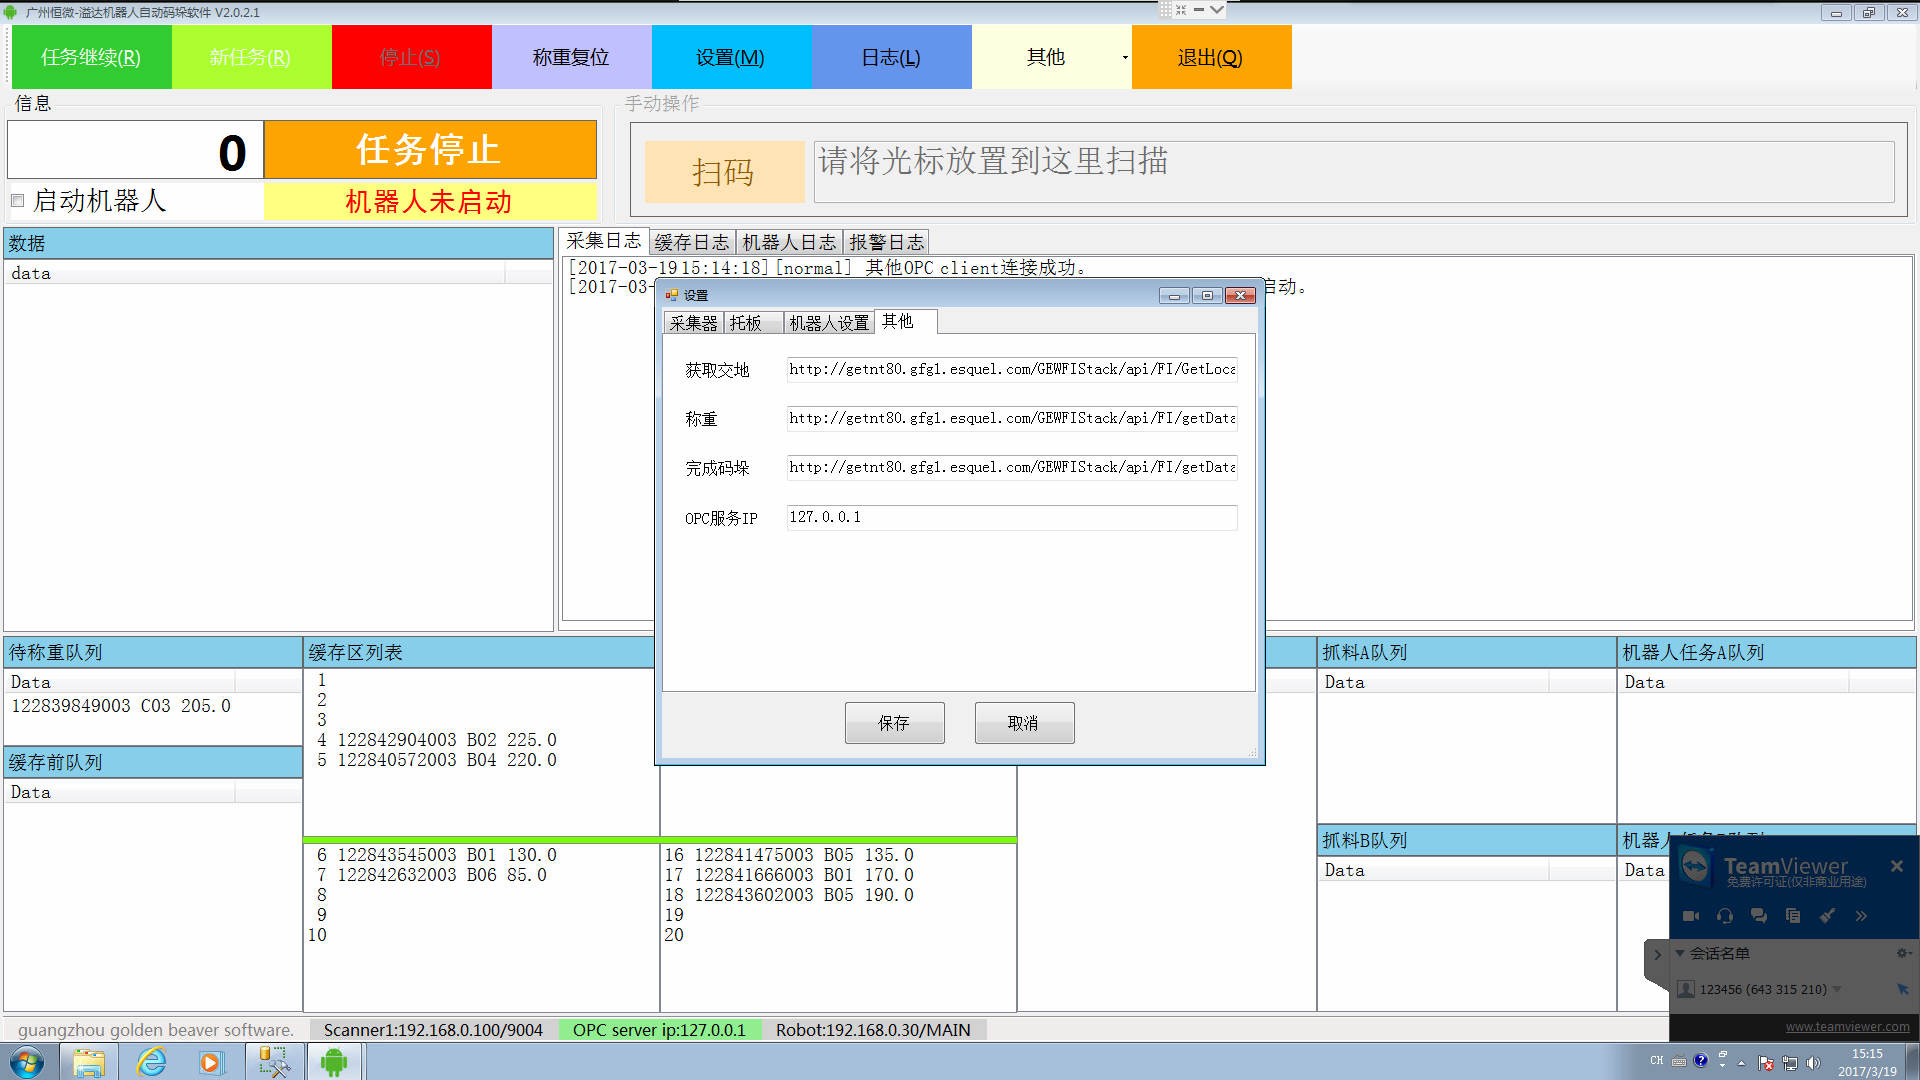 广州恒微-溢达机器人自动码垛软件 V2.0.2.1
任务继续(R)
新任务(R)
停止(S)
称重复位
设置(M)
日志(L)
其他
退出(Q)
信息
0
任务停止
启动机器人
机器人未启动
手动操作
扫码
请将光标放置到这里扫描
数据
data
采集日志
缓存日志
机器人日志
报警日志
[2017-03-19 15:14:18][normal] 其他OPC client连接成功。
[2017-03-
启动。
设置
采集器
托板
机器人设置
其他
获取交地
http://getnt80.gfg1.esquel.com/GEWFIStack/api/FI/GetLoca
称重
http://getnt80.gfg1.esquel.com/GEWFIStack/api/FI/getData
完成码垛
http://getnt80.gfg1.esquel.com/GEWFIStack/api/FI/getData
OPC服务IP
127.0.0.1
保存
取消
待称重队列
Data
122839849003 C03 205.0
缓存前队列
Data
缓存区列表
1
2
3
4 122842904003 B02 225.0
5 122840572003 B04 220.0
6 122843545003 B01 130.0
7 122842632003 B06 85.0
8
9
10
16 122841475003 B05 135.0
17 122841666003 B01 170.0
18 122843602003 B05 190.0
19
20
抓料A队列
Data
机器人任务A队列
Data
抓料B队列
Data
机器人任务B队列
Data
TeamViewer
免费许可证(仅非商业用途)
会话名单
123456 (643 315 210)
www.teamviewer.com
guangzhou golden beaver software.
Scanner1:192.168.0.100/9004
OPC server ip:127.0.0.1
Robot:192.168.0.30/MAIN
CH
15:15
2017/3/19